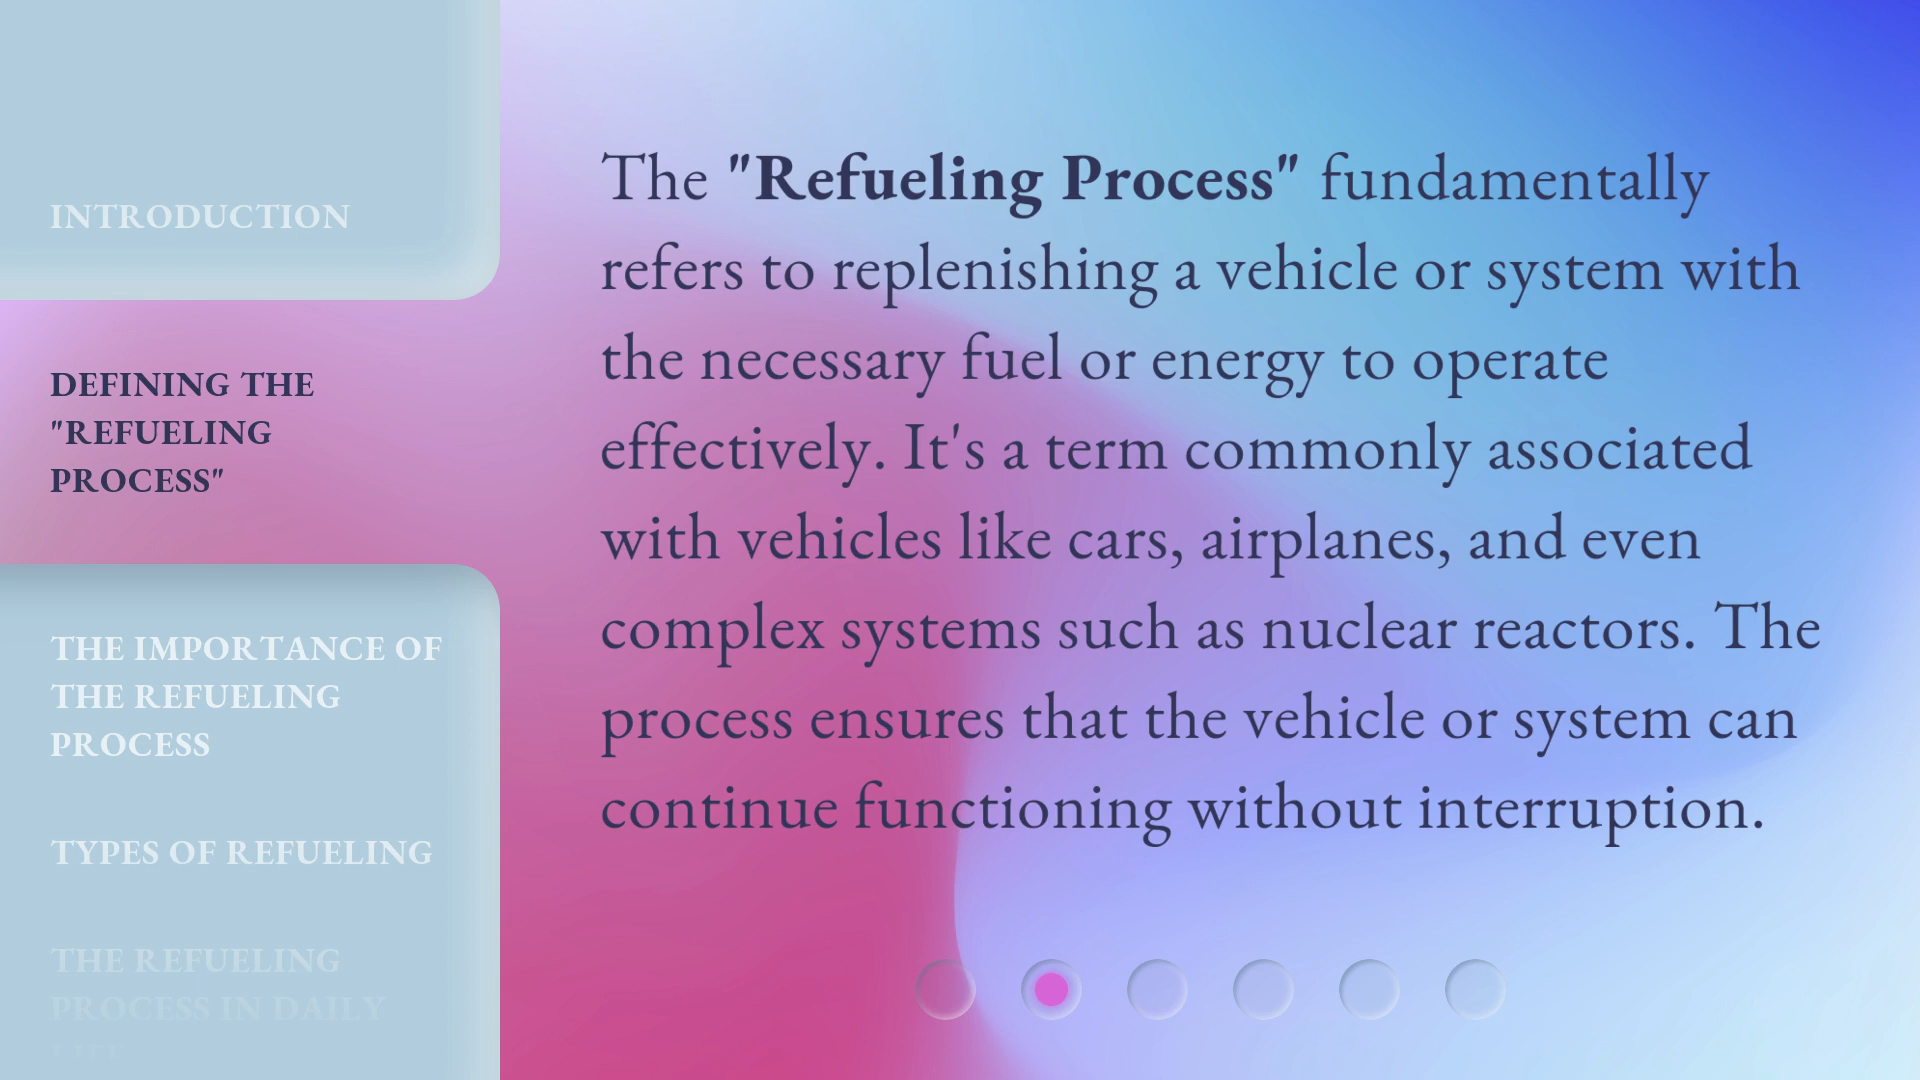 INTRODUCTION
DEFINING THE
"REFUELING
PROCESS"
THE IMPORTANCE OF
THE REFUELING
PROCESS
TYPES OF REFUELING
THE REFUELING
PROCESS IN DAILY
LIFE
The "Refueling Process" fundamentally
refers to replenishing a vehicle or system with
the necessary fuel or energy to operate
effectively. It's a term commonly associated
with vehicles like cars, airplanes, and even
complex systems such as nuclear reactors. The
process ensures that the vehicle or system can
continue functioning without interruption.